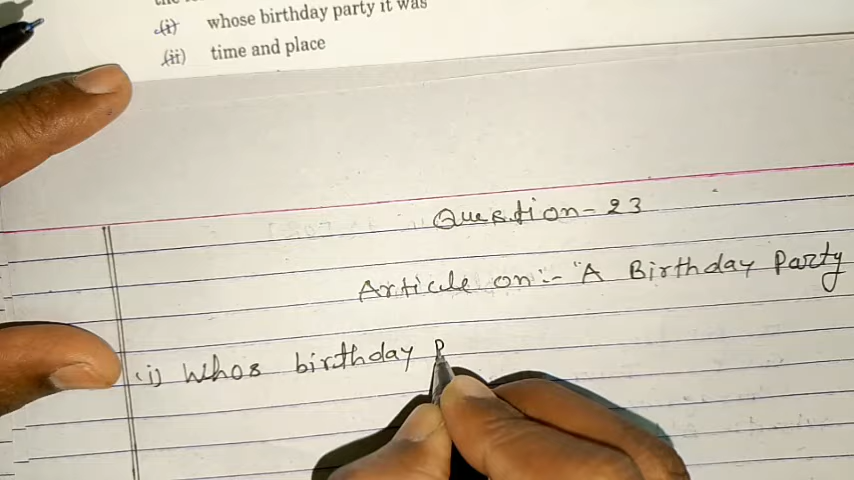 (i) whose birthday party it was
(ii) time and place
Question - 23
Article on :- "A Birthday Party
(i) Whos birthday P